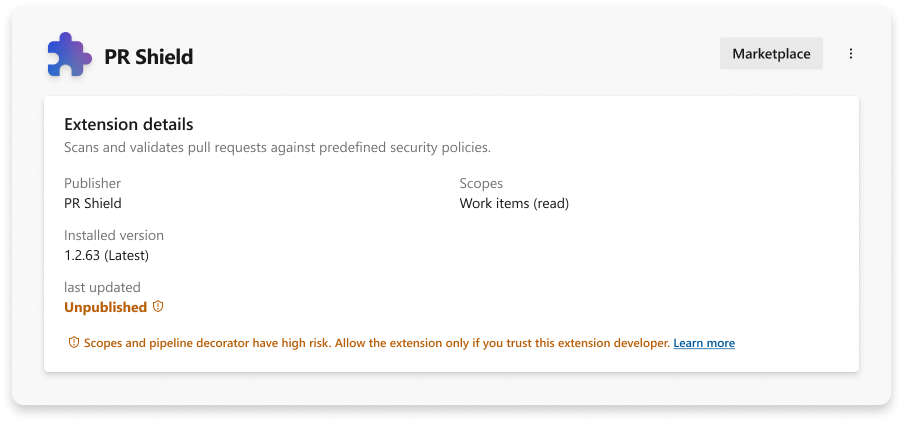 PR Shield
Marketplace
Extension details
Scans and validates pull requests against predefined security policies.
Publisher
PR Shield
Scopes
Work items (read)
Installed version
1.2.63 (Latest)
last updated
Unpublished
Scopes and pipeline decorator have high risk. Allow the extension only if you trust this extension developer. Learn more